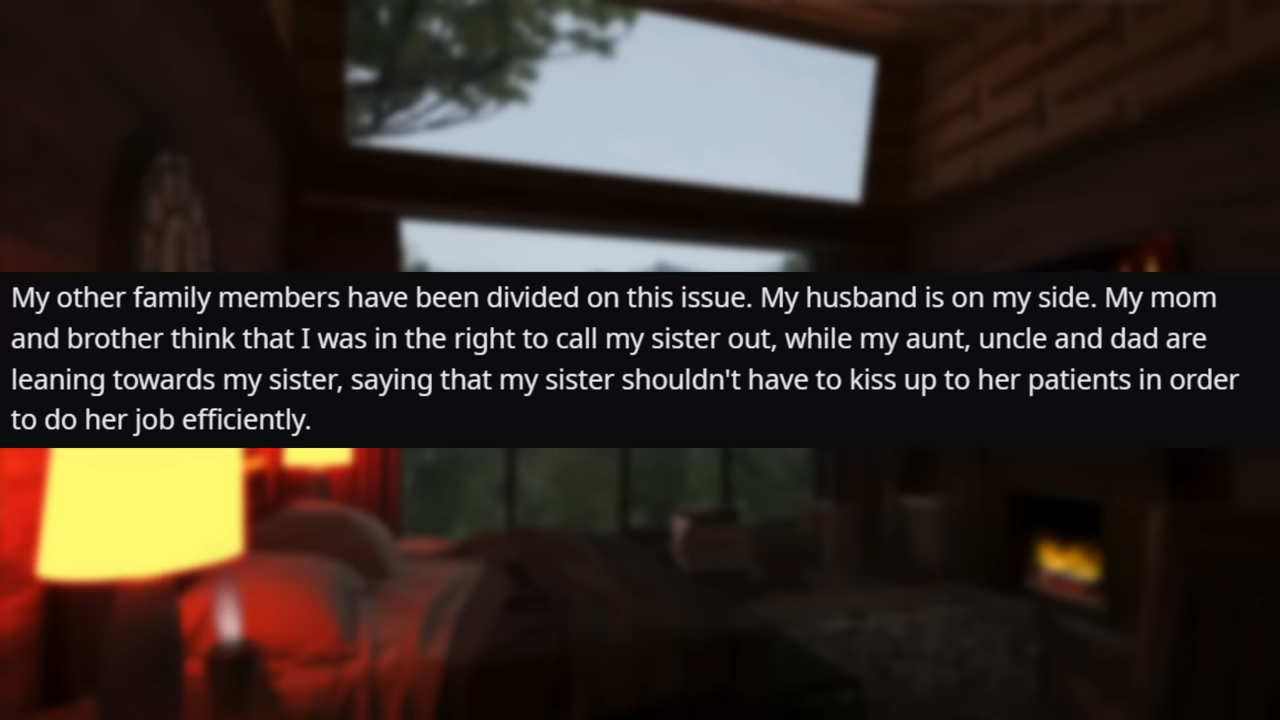 My other family members have been divided on this issue. My husband is on my side. My mom
and brother think that I was in the right to call my sister out, while my aunt, uncle and dad are
leaning towards my sister, saying that my sister shouldn't have to kiss up to her patients in order
to do her job efficiently.